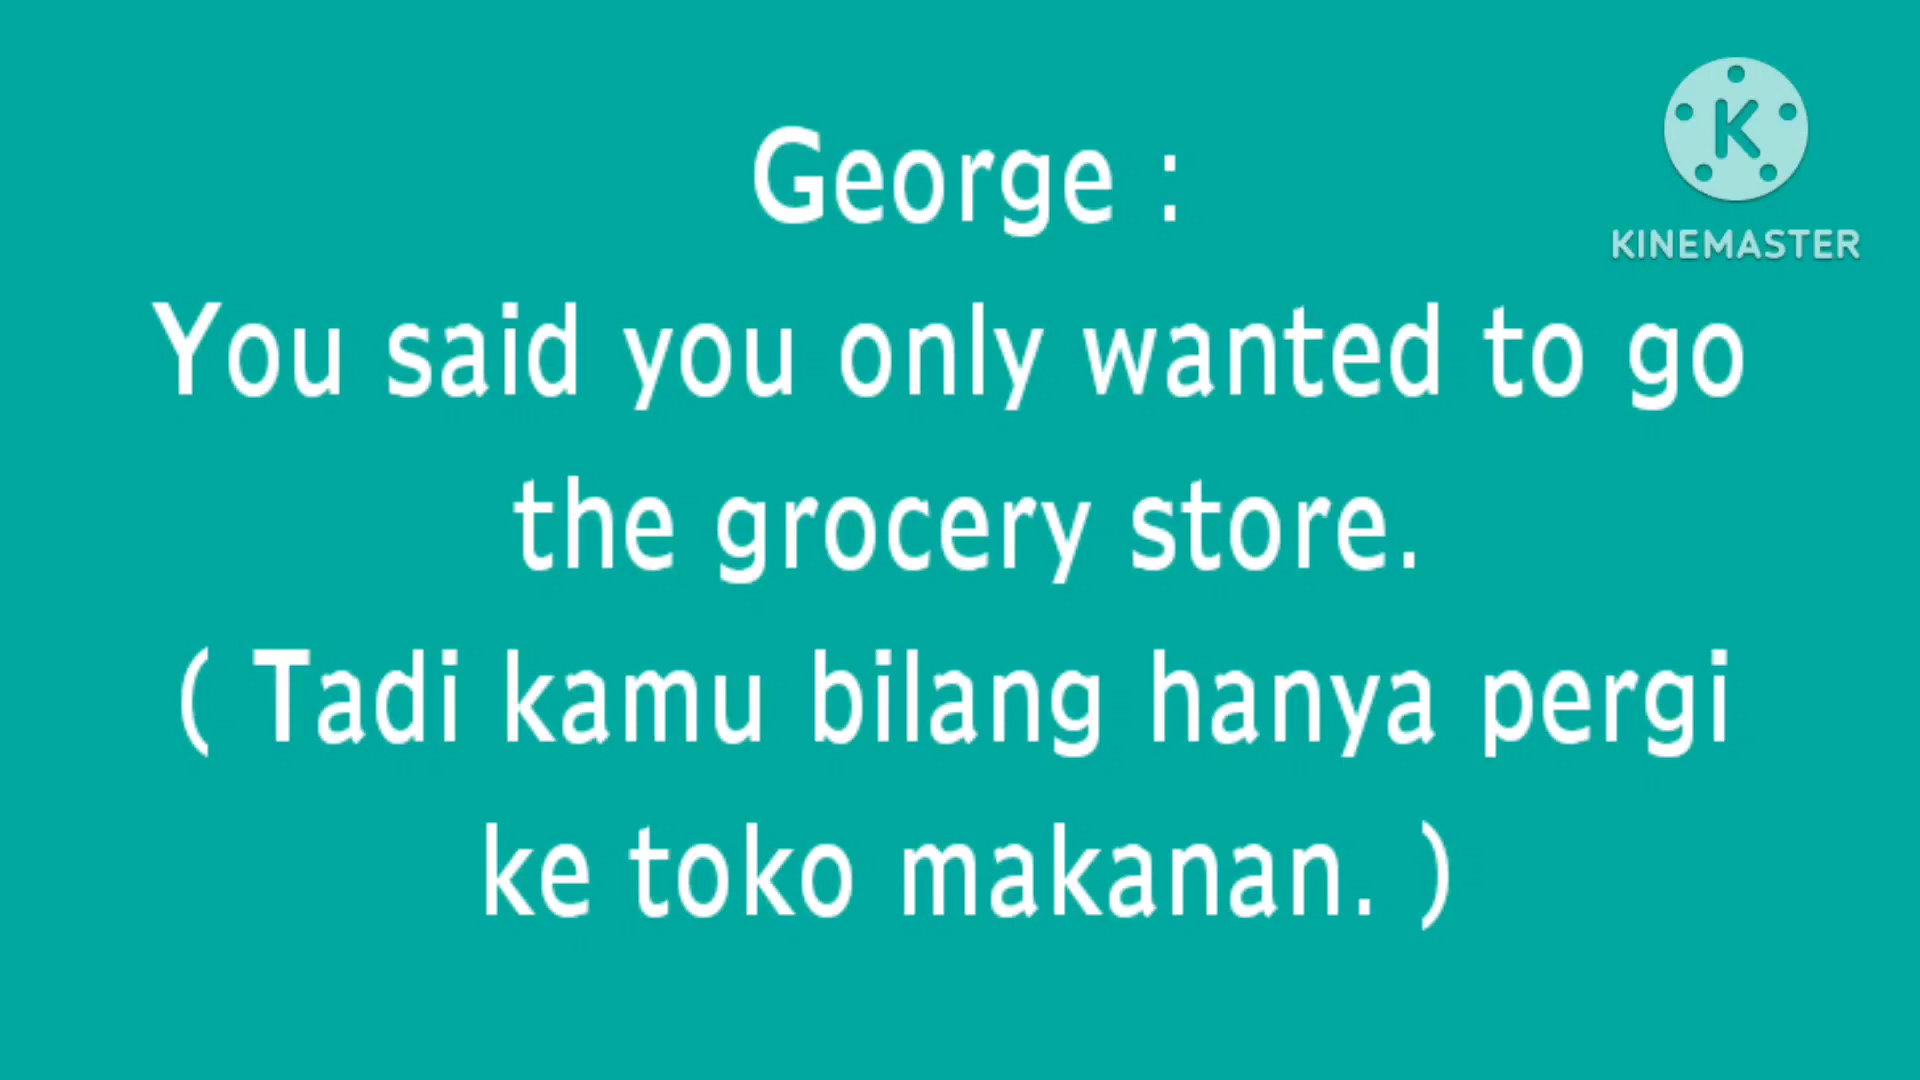 George :
K
KINEMASTER
You said you only wanted to go
the grocery store.
( Tadi kamu bilang hanya pergi
ke toko makanan. )